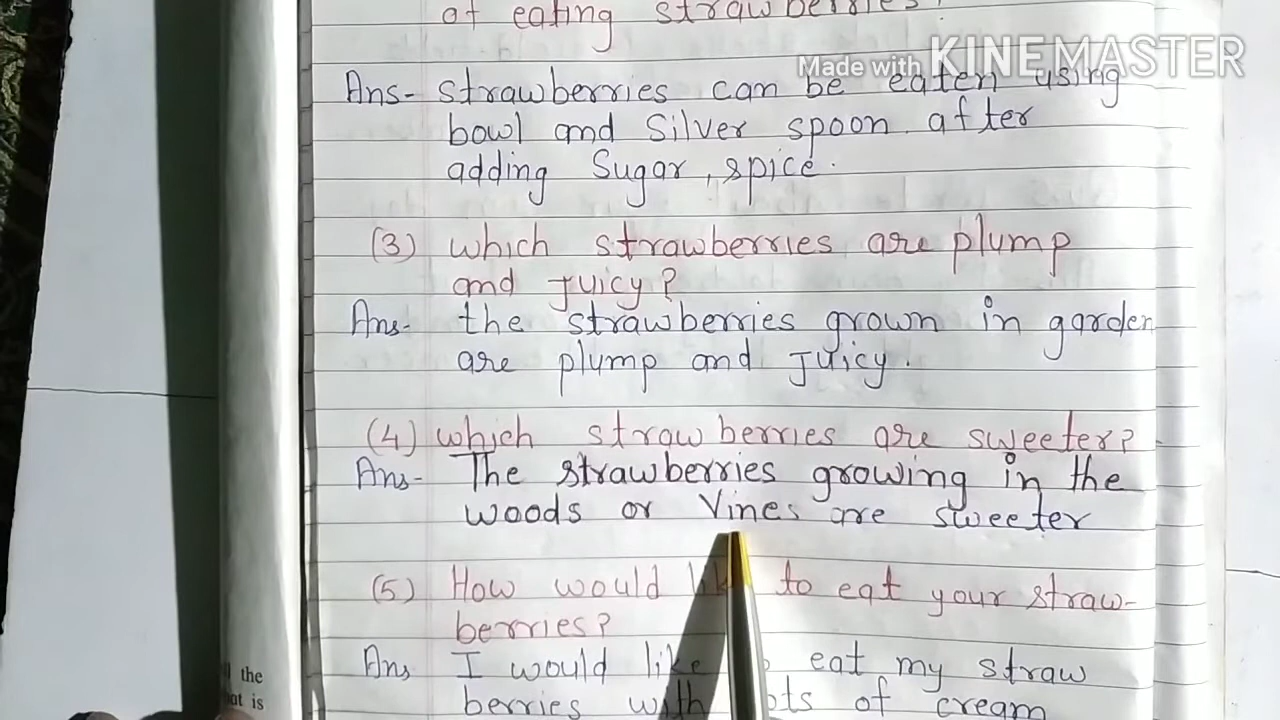 of eating strawberries?
Made with KINEMASTER
Ans- strawberries can be eaten using
bowl and Silver spoon after
adding Sugar, spice.
(3) which strawberries are plump
and Juicy?
Ans- the strawberries grown in garden
are plump and Juicy.
(4) which strawberries are sweeter?
Ans- The strawberries growing in the
woods or Vines are sweeter
(5) How would to eat your straw-
berries?
Ans I would like eat my straw
berries with of cream
the
is